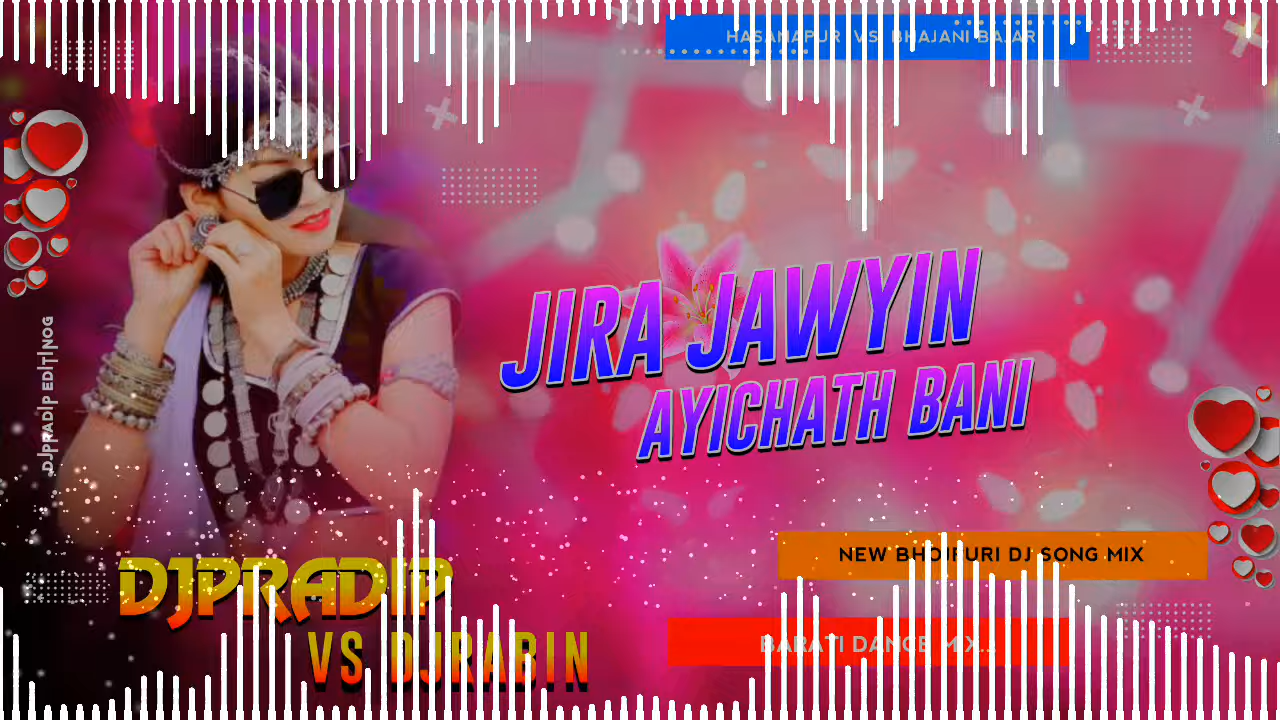 HASANAPUR VS BHAJANI BAJAR
JIRA JAWYIN
AYICHATH BANI
DJPRADIP EDITINOG
NEW BHOJPURI DJ SONG MIX
DJPRADIP
VS DJRABIN
BARATI DANCE MIX...